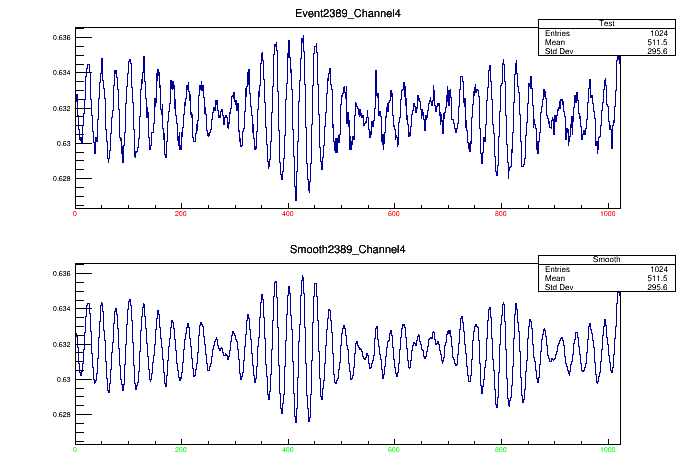 Event2389_Channel4
Test
Entries 1024
Mean 511.5
Std Dev 295.6
0.636
0.634
0.632
0.63
0.628
0 200 400 600 800 1000
Smooth2389_Channel4
Smooth
Entries 1024
Mean 511.5
Std Dev 295.6
0.636
0.634
0.632
0.63
0.628
0 200 400 600 800 1000